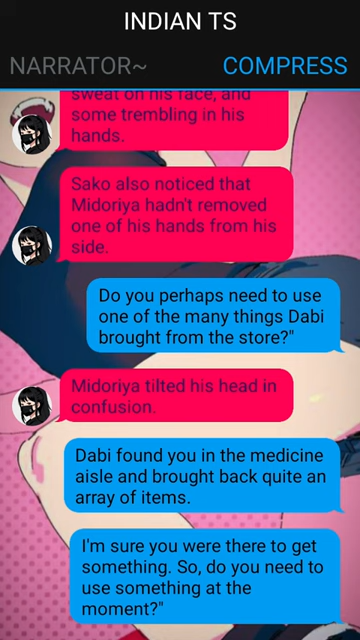 INDIAN TS
NARRATOR~
COMPRESS
sweat on his face, and
some trembling in his
hands.
Sako also noticed that
Midoriya hadn't removed
one of his hands from his
side.
Do you perhaps need to use
one of the many things Dabi
brought from the store?"
Midoriya tilted his head in
confusion.
Dabi found you in the medicine
aisle and brought back quite an
array of items.
I'm sure you were there to get
something. So, do you need to
use something at the
moment?"